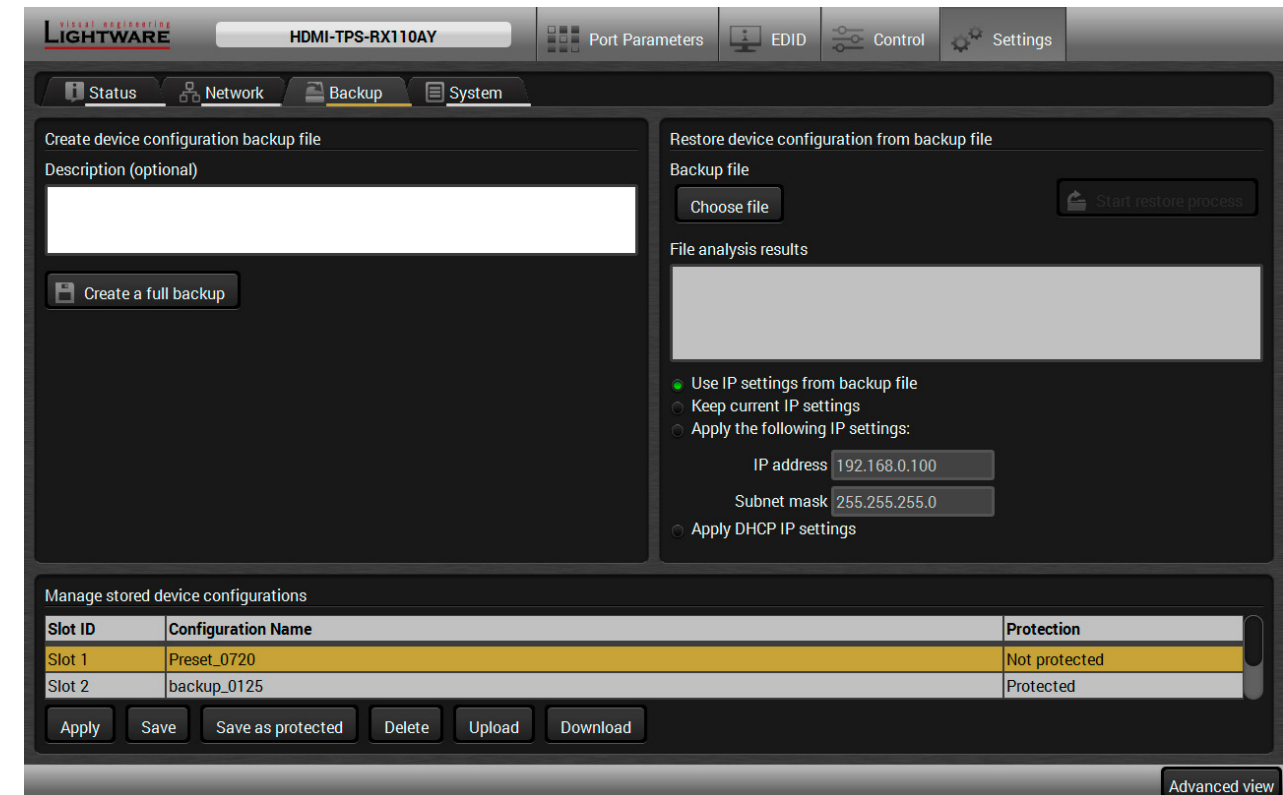 visual engineering
LIGHTWARE
HDMI-TPS-RX110AY
Port Parameters
EDID
Control
Settings
Status
Network
Backup
System
Create device configuration backup file
Description (optional)
Create a full backup
Restore device configuration from backup file
Backup file
Choose file
Start restore process
File analysis results
Use IP settings from backup file
Keep current IP settings
Apply the following IP settings:
IP address 192.168.0.100
Subnet mask 255.255.255.0
Apply DHCP IP settings
Manage stored device configurations
Slot ID Configuration Name Protection
Slot 1 Preset_0720 Not protected
Slot 2 backup_0125 Protected
Apply Save Save as protected Delete Upload Download
Advanced view